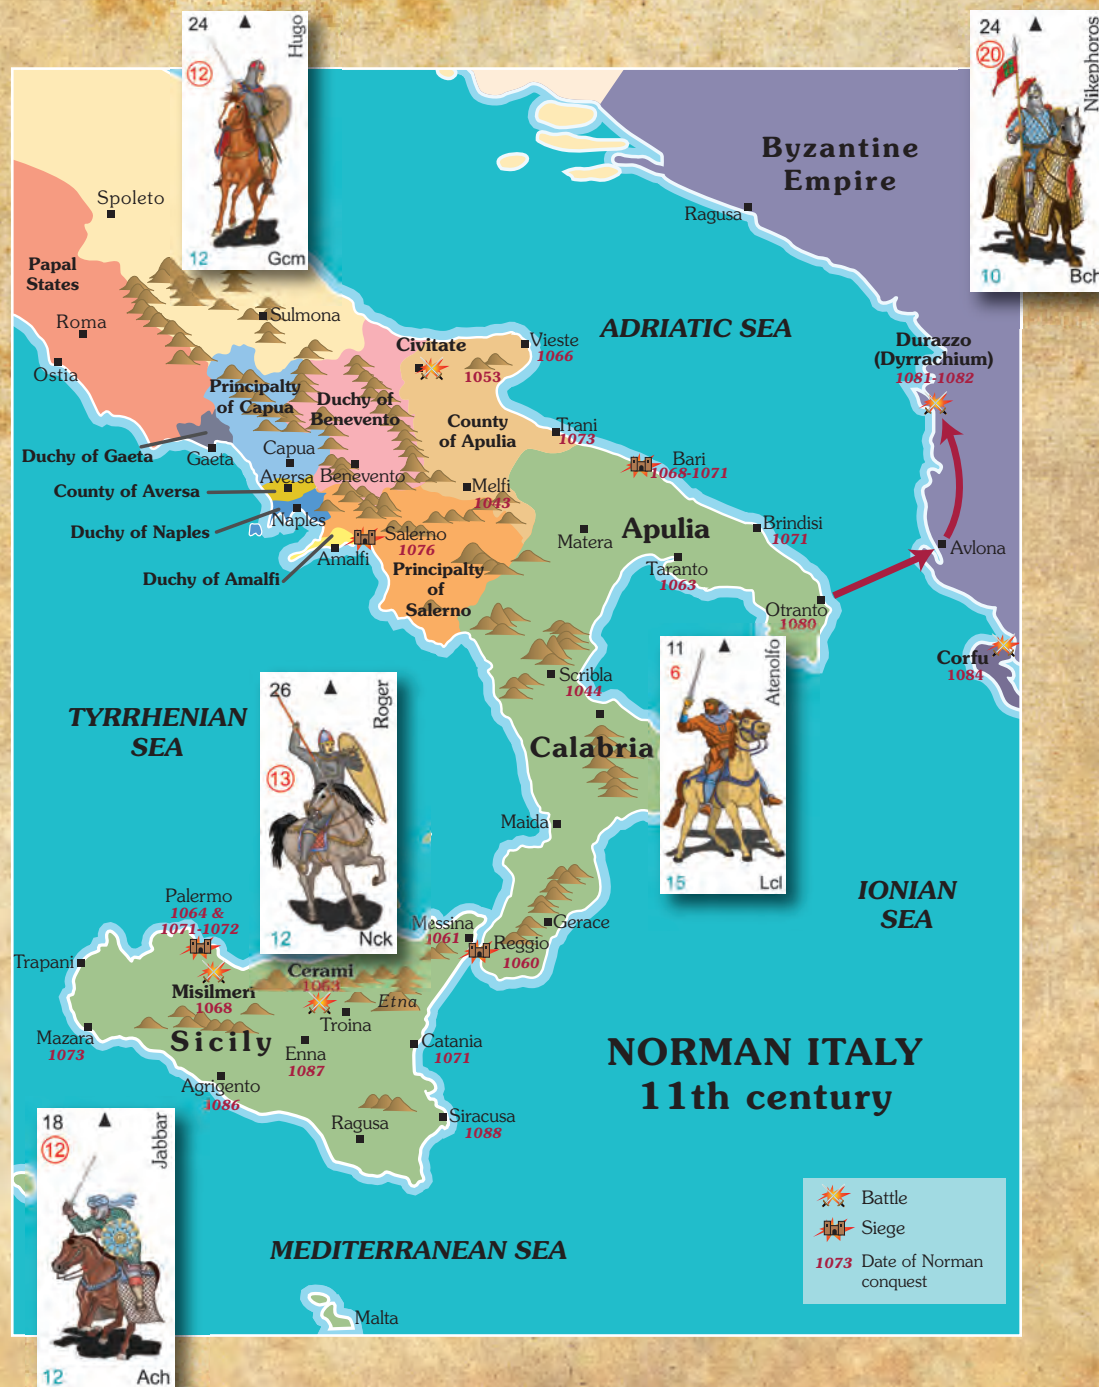 24
Hugo
12
12
Gcm
24
Nikephoros
20
10
Bch
Byzantine
Empire
Ragusa
Spoleto
Papal
States
Roma
Ostia
Sulmona
ADRIATIC SEA
Civitate
1053
Vieste
1066
Durazzo
(Dyrrachium)
1081-1082
Principalty
of Capua
Duchy of
Benevento
County
of Apulia
Trani
1073
Duchy of Gaeta
Gaeta
Capua
Bari
1068-1071
County of Aversa
Aversa
Benevento
Melfi
1043
Duchy of Naples
Naples
Salerno
1076
Apulia
Matera
Brindisi
1071
Avlona
Duchy of Amalfi
Amalfi
Principalty
of
Salerno
Taranto
1063
Otranto
1080
Corfu
1084
Scribla
1044
11
Atenolfo
6
15
Lcl
TYRRHENIAN
SEA
26
Roger
13
12
Nck
Calabria
Maida
IONIAN
SEA
Palermo
1064 &
1071-1072
Messina
1061
Gerace
Reggio
1060
Trapani
Misilmeri
1068
Cerami
1063
Etna
Troina
Mazara
1073
Sicily
Enna
1087
Catania
1071
NORMAN ITALY
11th century
Agrigento
1086
Ragusa
Siracusa
1088
18
Jabbar
12
12
Ach
MEDITERRANEAN SEA
Malta
Battle
Siege
1073 Date of Norman
conquest